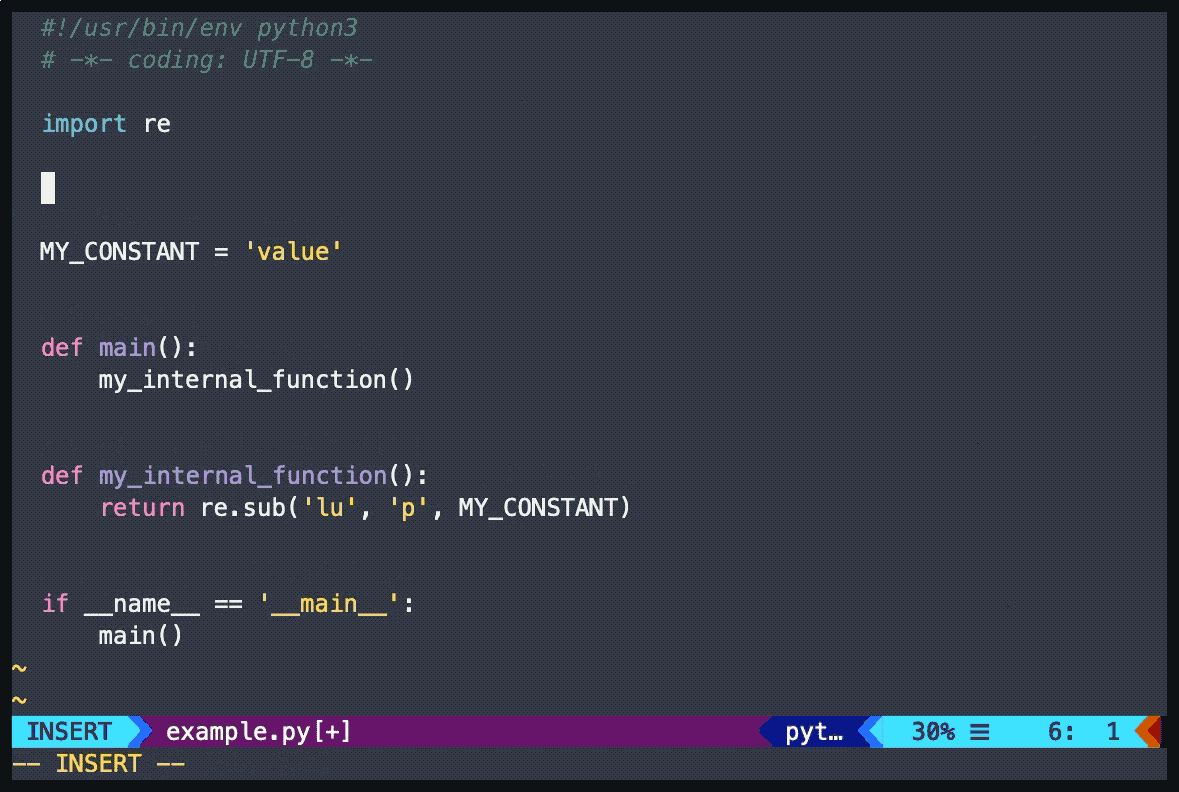 #!/usr/bin/env python3
# -*- coding: UTF-8 -*-
import re
MY_CONSTANT = 'value'
def main():
    my_internal_function()
def my_internal_function():
    return re.sub('lu', 'p', MY_CONSTANT)
if __name__ == '__main__':
    main()
~
~
INSERT example.py[+] pyt… 30% ☰ 6: 1
-- INSERT --